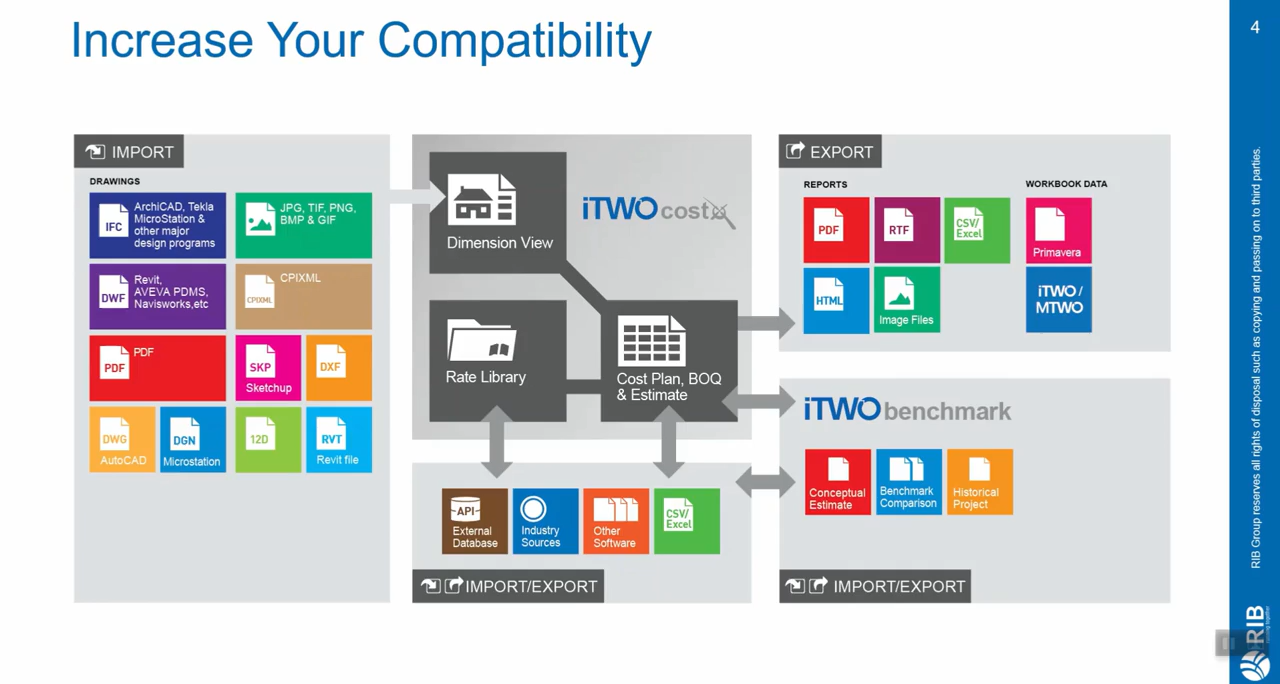 Increase Your Compatibility
4
IMPORT
DRAWINGS
IFC
ArchiCAD, Tekla
MicroStation &
other major
design programs
JPG, TIF, PNG,
BMP & GIF
DWF
Revit,
AVEVA PDMS,
Navisworks,etc
CPIXML
CPIXML
PDF
PDF
SKP
Sketchup
DXF
DWG
AutoCAD
DGN
Microstation
12D
RVT
Revit file
Dimension View
iTWO costx
Rate Library
Cost Plan, BOQ
& Estimate
API
External
Database
Industry
Sources
Other
Software
CSV/
Excel
IMPORT/EXPORT
EXPORT
REPORTS
WORKBOOK DATA
PDF
RTF
CSV/
Excel
Primavera
HTML
Image Files
iTWO /
MTWO
iTWO benchmark
Conceptual
Estimate
Benchmark
Comparison
Historical
Project
IMPORT/EXPORT
RIB Group reserves all rights of disposal such as copying and passing on to third parties.
RIB